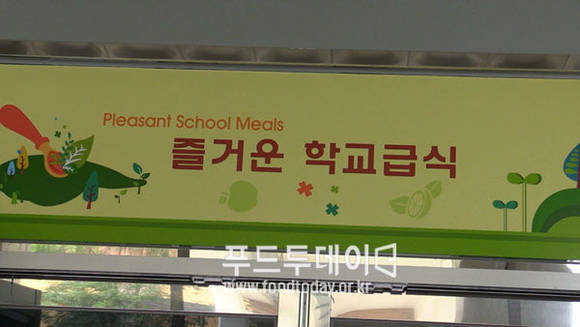 Pleasant School Meals
즐거운 학교급식
푸드투데이
www.foodtoday.or.kr